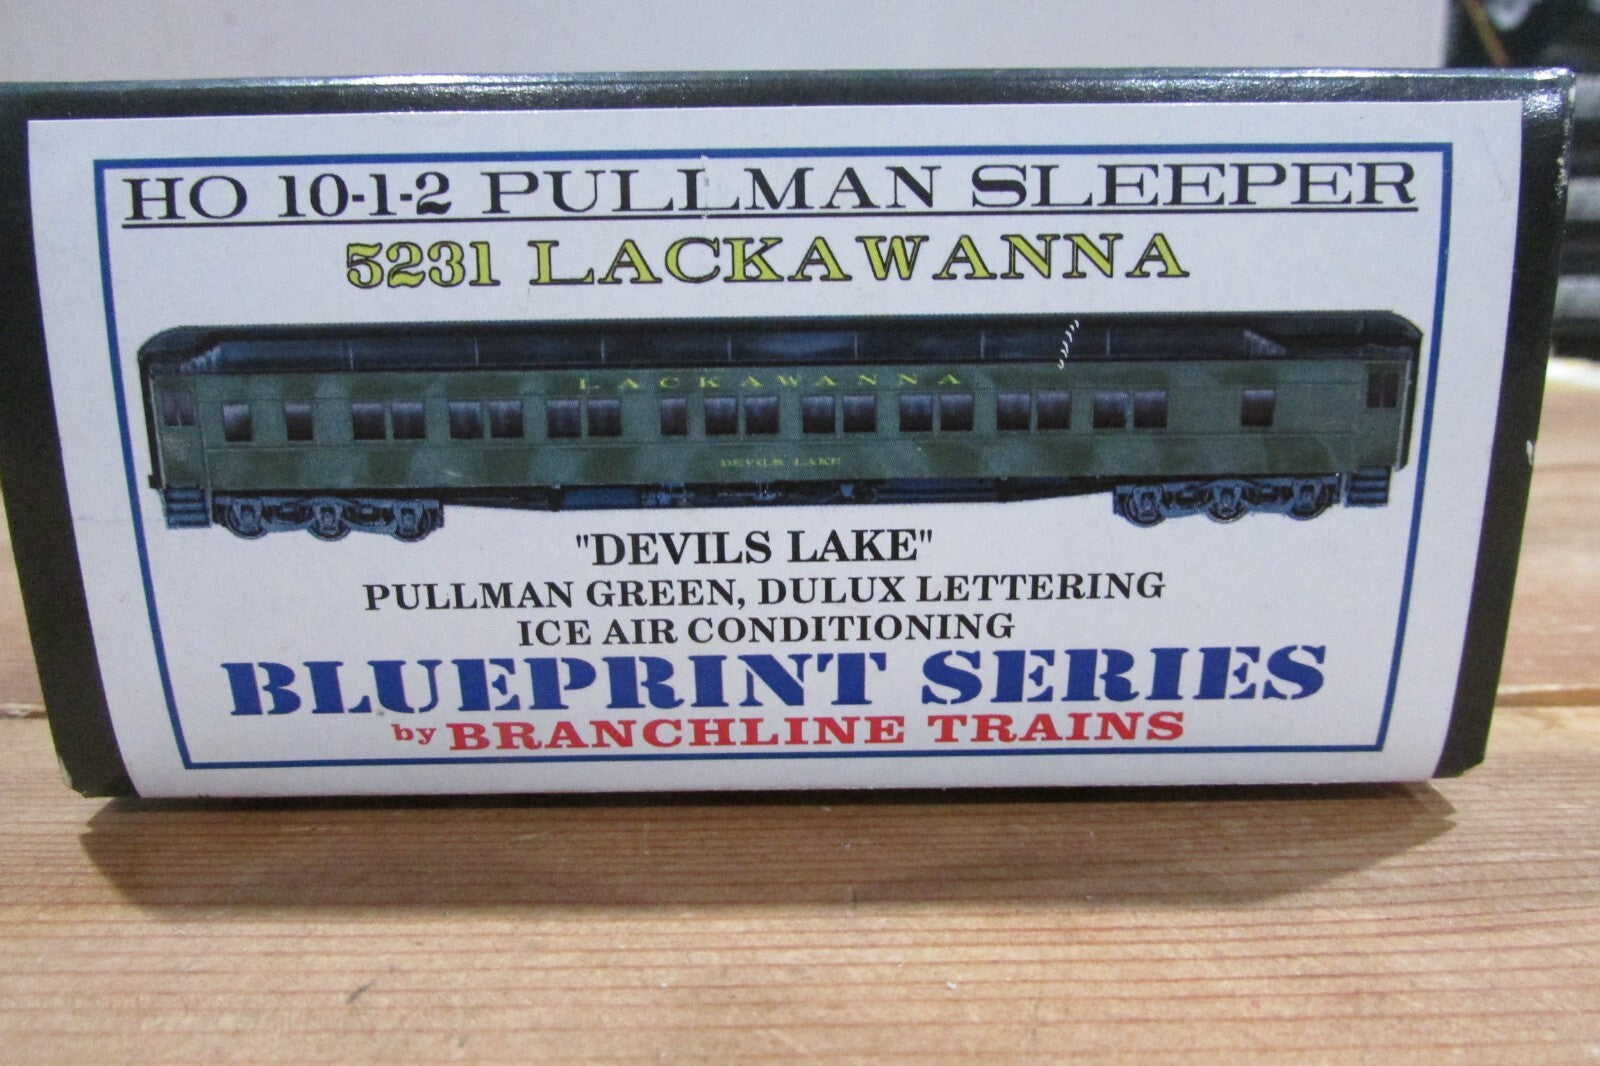 HO 10-1-2 PULLMAN SLEEPER
5231 LACKAWANNA
LACKAWANNA
DEVILS LAKE
"DEVILS LAKE"
PULLMAN GREEN, DULUX LETTERING
ICE AIR CONDITIONING
BLUEPRINT SERIES
by BRANCHLINE TRAINS